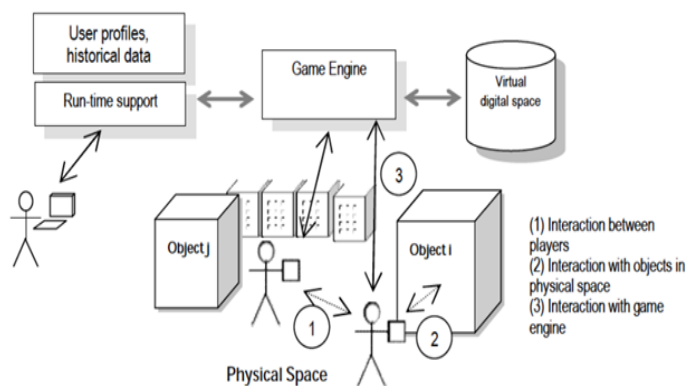 User profiles,
historical data
Run-time support
Game Engine
Virtual
digital space
3
Object j
Object i
(1) Interaction between
players
(2) Interaction with objects in
physical space
(3) Interaction with game
engine
1
2
Physical Space